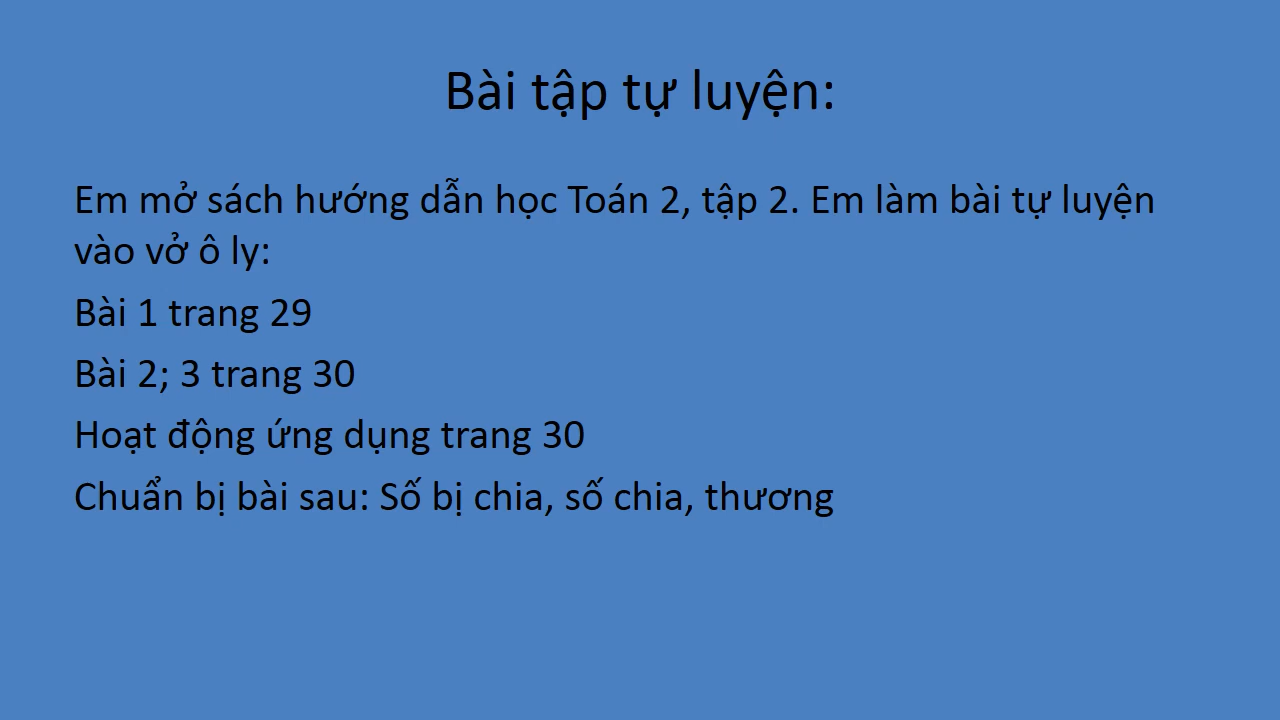 Bài tập tự luyện:
Em mở sách hướng dẫn học Toán 2, tập 2. Em làm bài tự luyện
vào vở ô ly:
Bài 1 trang 29
Bài 2; 3 trang 30
Hoạt động ứng dụng trang 30
Chuẩn bị bài sau: Số bị chia, số chia, thương